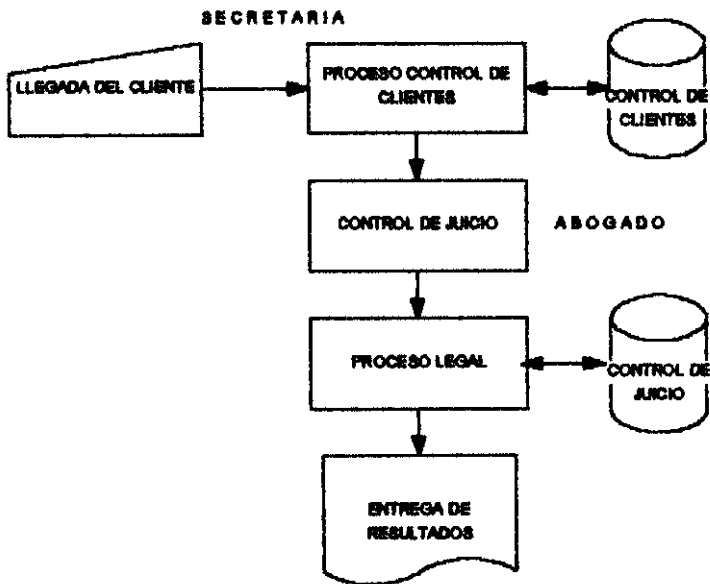 SECRETARIA
LLEGADA DEL CLIENTE
PROCESO CONTROL DE
CLIENTES
CONTROL DE
CLIENTES
CONTROL DE JUICIO
ABOGADO
PROCESO LEGAL
CONTROL DE
JUICIO
ENTREGA DE
RESULTADOS